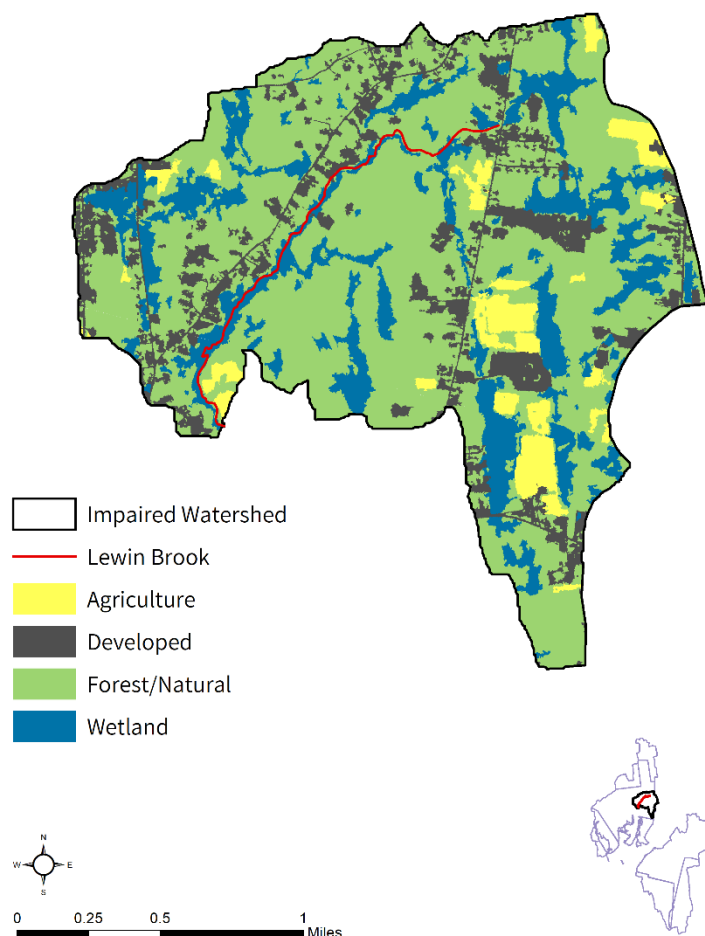 Impaired Watershed
Lewin Brook
Agriculture
Developed
Forest/Natural
Wetland
N
W E
S
0 0.25 0.5 1
Miles